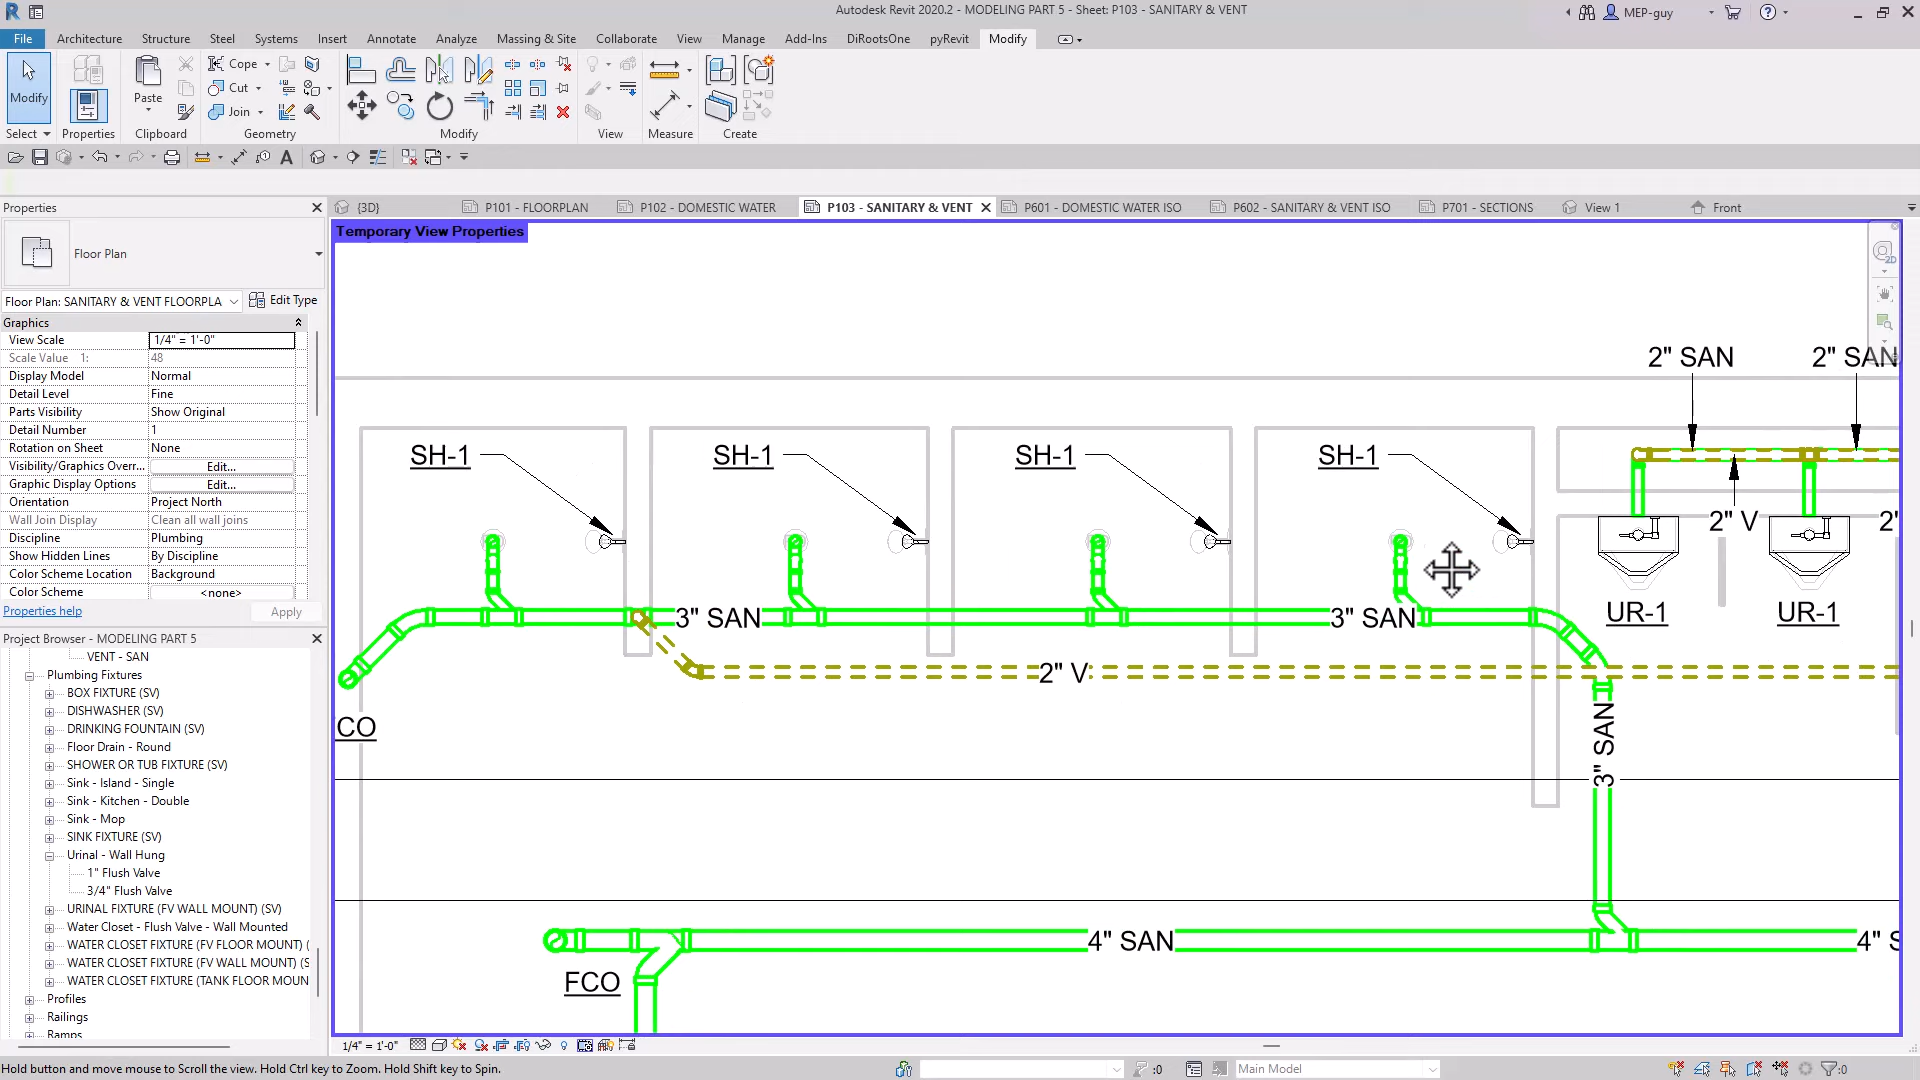 Autodesk Revit 2020.2 - MODELING PART 5 - Sheet: P103 - SANITARY & VENT
MEP-guy
File Architecture Structure Steel Systems Insert Annotate Analyze Massing & Site Collaborate View Manage Add-Ins DiRootsOne pyRevit Modify
Modify Paste Cope
Cut
Join
Select Properties Clipboard Geometry Modify View Measure Create
Properties
{3D} P101 - FLOORPLAN P102 - DOMESTIC WATER P103 - SANITARY & VENT P601 - DOMESTIC WATER ISO P602 - SANITARY & VENT ISO P701 - SECTIONS View 1 Front
Temporary View Properties
Floor Plan
Floor Plan: SANITARY & VENT FLOORPLA Edit Type
Graphics
View Scale 1/4" = 1'-0"
Scale Value 1: 48
Display Model Normal
Detail Level Fine
Parts Visibility Show Original
Detail Number 1
Rotation on Sheet None
Visibility/Graphics Overr... Edit...
Graphic Display Options Edit...
Orientation Project North
Wall Join Display Clean all wall joins
Discipline Plumbing
Show Hidden Lines By Discipline
Color Scheme Location Background
Color Scheme <none>
Properties help Apply
Project Browser - MODELING PART 5
VENT - SAN
Plumbing Fixtures
BOX FIXTURE (SV)
DISHWASHER (SV)
DRINKING FOUNTAIN (SV)
Floor Drain - Round
SHOWER OR TUB FIXTURE (SV)
Sink - Island - Single
Sink - Kitchen - Double
Sink - Mop
SINK FIXTURE (SV)
Urinal - Wall Hung
1" Flush Valve
3/4" Flush Valve
URINAL FIXTURE (FV WALL MOUNT) (SV)
Water Closet - Flush Valve - Wall Mounted
WATER CLOSET FIXTURE (FV FLOOR MOUNT) (
WATER CLOSET FIXTURE (FV WALL MOUNT) (S
WATER CLOSET FIXTURE (TANK FLOOR MOUN
Profiles
Railings
Ramps
2" SAN 2" SAN
SH-1 SH-1 SH-1 SH-1
2" V 2"
3" SAN 3" SAN UR-1 UR-1
2" V
CO
3" SAN
4" SAN 4" S
FCO
1/4" = 1'-0"
Hold button and move mouse to Scroll the view. Hold Ctrl key to Zoom. Hold Shift key to Spin. :0 Main Model :0